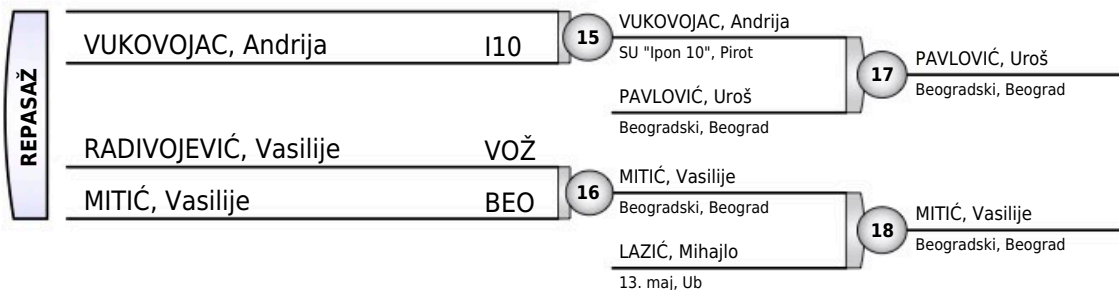 REPASAŽ
VUKOVOJAC, Andrija I10
RADIVOJEVIĆ, Vasilije VOŽ
MITIĆ, Vasilije BEO
15
VUKOVOJAC, Andrija
SU "Ipon 10", Pirot
PAVLOVIĆ, Uroš
Beogradski, Beograd
16
MITIĆ, Vasilije
Beogradski, Beograd
LAZIĆ, Mihajlo
13. maj, Ub
17
PAVLOVIĆ, Uroš
Beogradski, Beograd
18
MITIĆ, Vasilije
Beogradski, Beograd